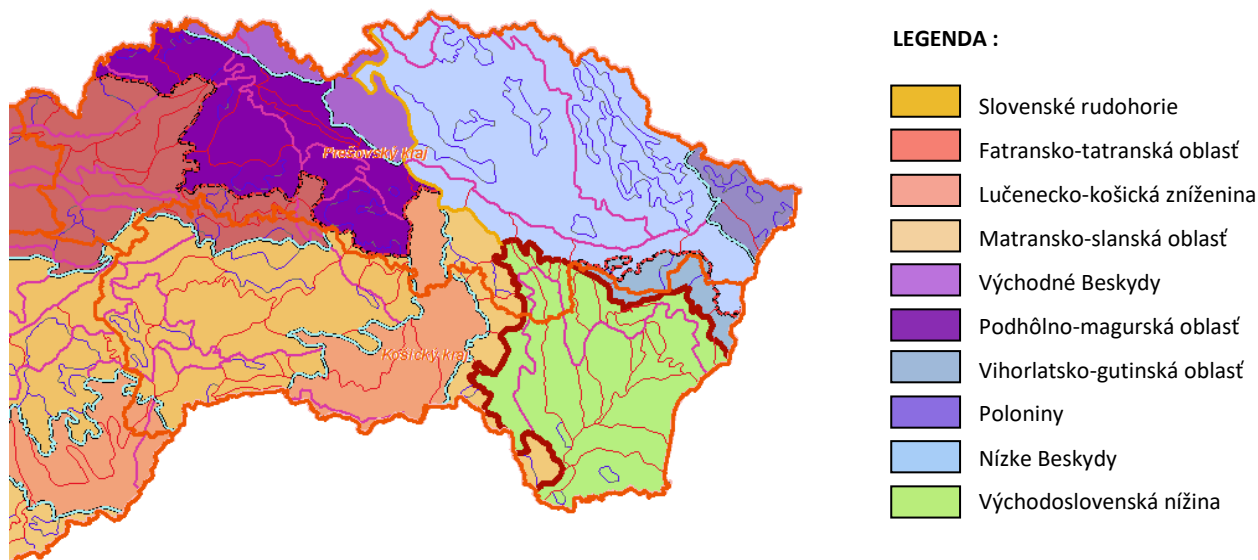 LEGENDA :
Slovenské rudohorie
Fatransko-tatranská oblasť
Lučenecko-košická zníženina
Matransko-slanská oblasť
Východné Beskydy
Podhôlno-magurská oblasť
Vihorlatsko-gutinská oblasť
Poloniny
Nízke Beskydy
Východoslovenská nížina
Prešovský kraj
Košický kraj